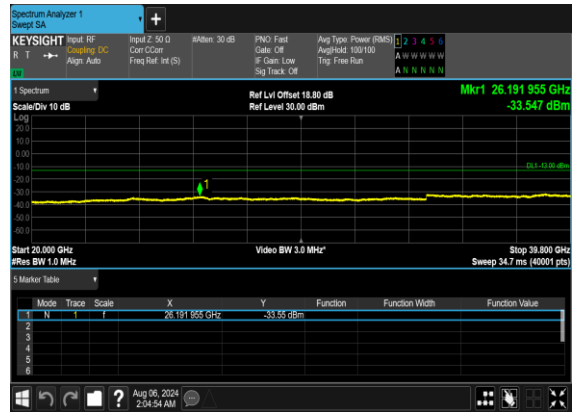 Spectrum Analyzer 1
Swept SA
KEYSIGHT Input: RF Input Z: 50 Ω #Atten: 30 dB PNO: Fast Avg Type: Power (RMS) 1 2 3 4 5 6
R T Coupling: DC Corr CCorr Gate: Off Avg|Hold: 100/100 A W W W W W
Align: Auto Freq Ref: Int (S) IF Gain: Low Trig: Free Run
Sig Track: Off A N N N N N
1 Spectrum Ref Lvl Offset 18.80 dB Mkr1 26.191 955 GHz
Scale/Div 10 dB Ref Level 30.00 dBm -33.547 dBm
Log
20.0
10.0
0.00
-10.0 DL1 -13.00 dBm
-20.0
-30.0 1
-40.0
-50.0
-60.0
Start 20.000 GHz Video BW 3.0 MHz* Stop 39.800 GHz
#Res BW 1.0 MHz Sweep 34.7 ms (40001 pts)
5 Marker Table
Mode Trace Scale X Y Function Function Width Function Value
1 N 1 f 26.191 955 GHz -33.55 dBm
2
3
4
5
6
? Aug 06, 2024
2:04:54 AM